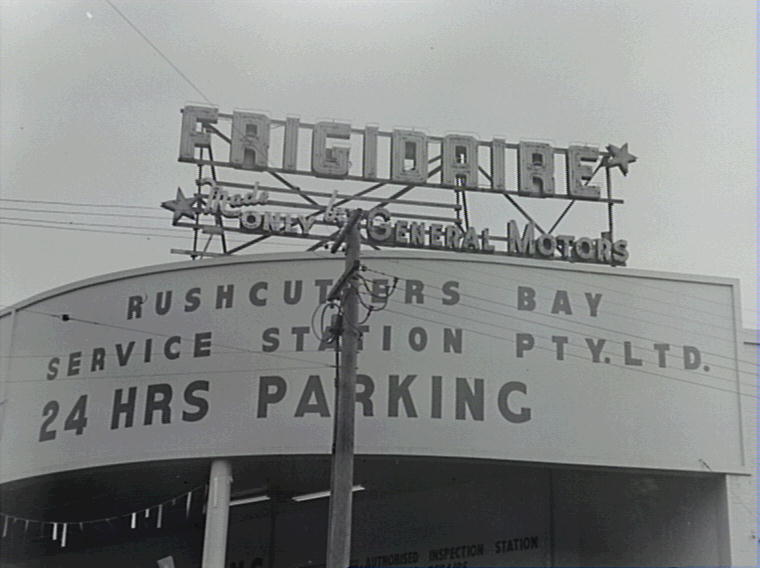 FRIGIDAIRE
Made ONLY by GENERAL MOTORS
RUSHCUTTERS BAY
SERVICE STATION PTY. LTD.
24 HRS PARKING
AUTHORISED INSPECTION STATION